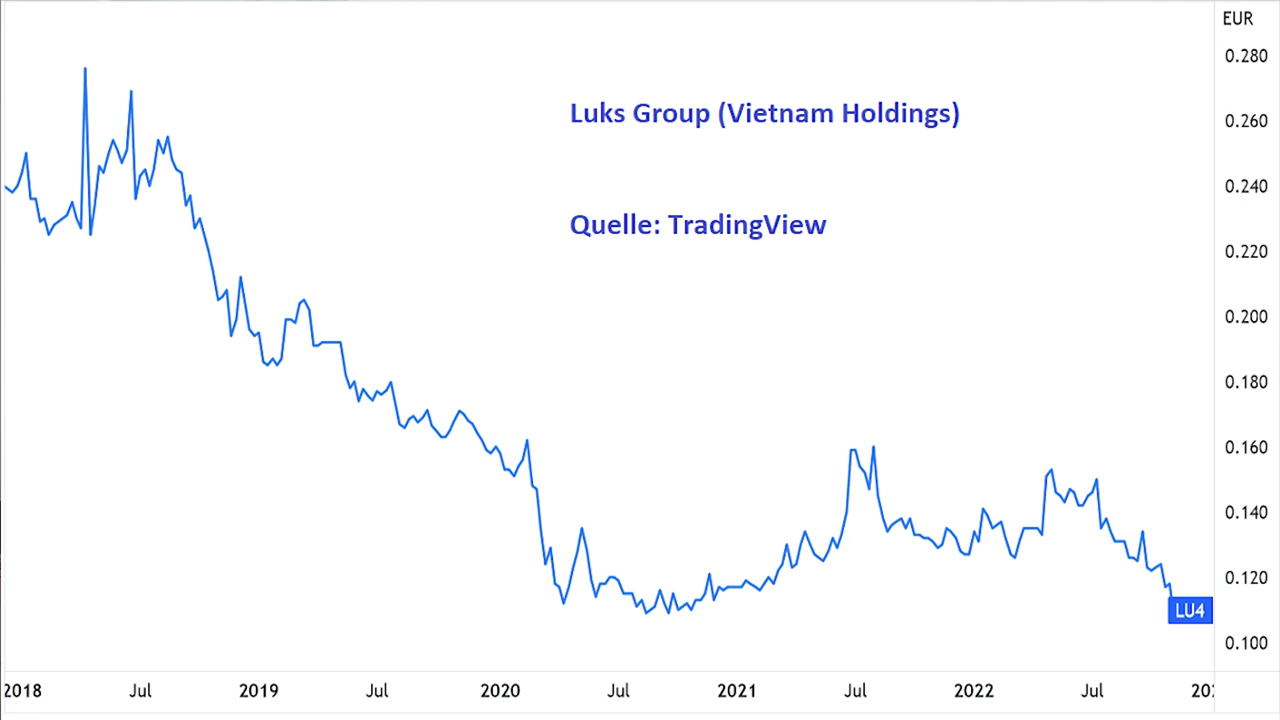 EUR
0.280
Luks Group (Vietnam Holdings)
0.260
0.240
Quelle: TradingView
0.220
0.200
0.180
0.160
0.140
0.120
LU4
0.100
2018 Jul 2019 Jul 2020 Jul 2021 Jul 2022 Jul